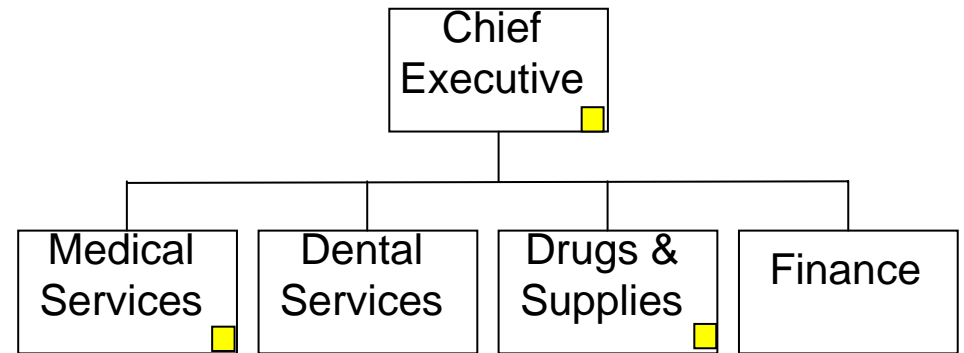 Chief
Executive
Medical
Services
Dental
Services
Drugs &
Supplies
Finance